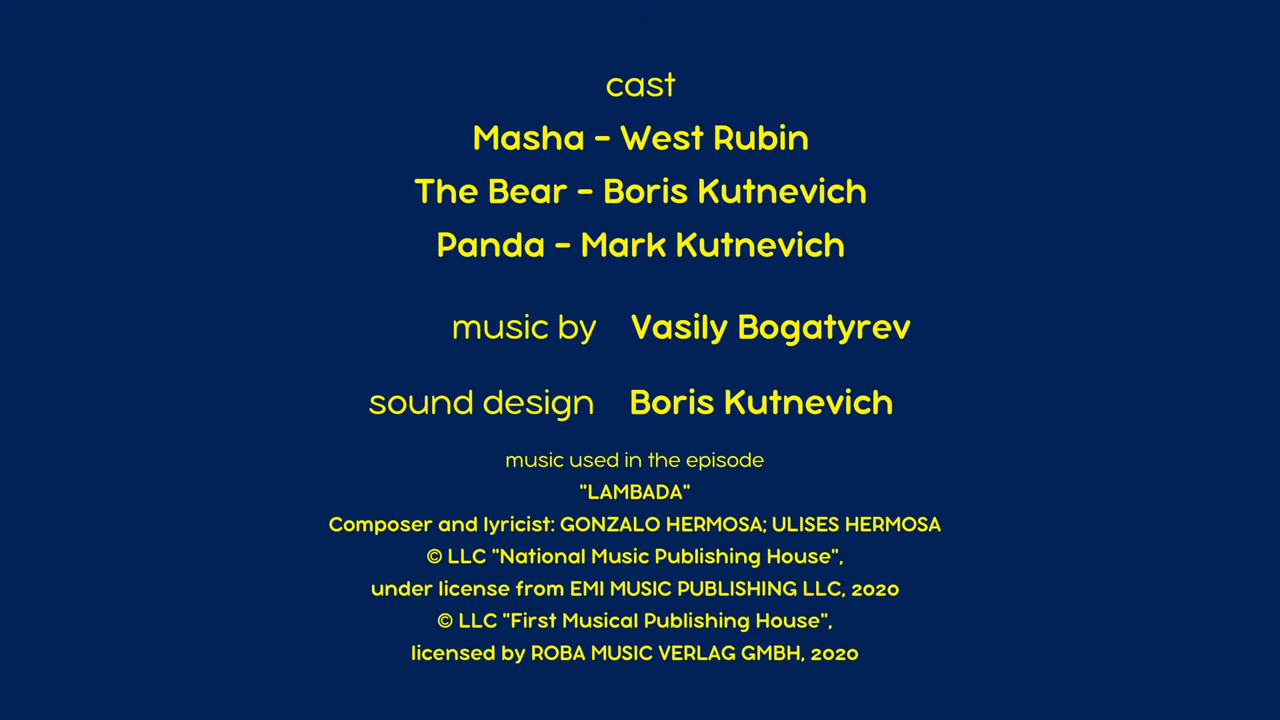 cast
Masha - West Rubin
The Bear - Boris Kutnevich
Panda - Mark Kutnevich
music by Vasily Bogatyrev
sound design Boris Kutnevich
music used in the episode
"LAMBADA"
Composer and lyricist: GONZALO HERMOSA; ULISES HERMOSA
© LLC "National Music Publishing House",
under license from EMI MUSIC PUBLISHING LLC, 2020
© LLC "First Musical Publishing House",
licensed by ROBA MUSIC VERLAG GMBH, 2020